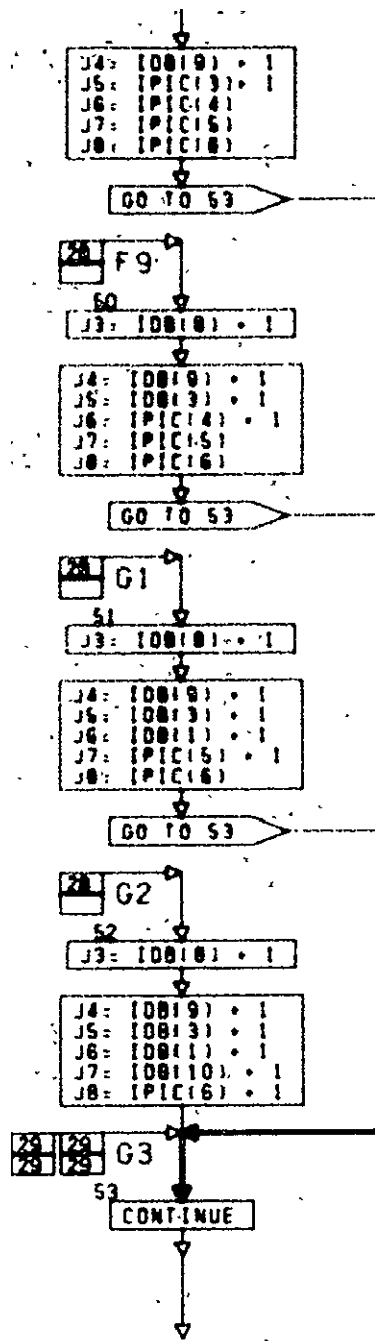 J4= IDB(9) + 1
J5= IPIC(3)+ 1
J6= IPIC(4)
J7= IPIC(5)
J8= IPIC(6)
GO TO 53
F9
50
J3= IDB(8) + 1
J4= IDB(9) + 1
J5= IDB(3) + 1
J6= IPIC(4) + 1
J7= IPIC(5)
J8= IPIC(6)
GO TO 53
29
G1
51
J3= IDB(8) + 1
J4= IDB(9) + 1
J5= IDB(3) + 1
J6= IDB(1) + 1
J7= IPIC(5) + 1
J8= IPIC(6)
GO TO 53
G2
52
J3= IDB(8) + 1
J4= IDB(9) + 1
J5= IDB(3) + 1
J6= IDB(1) + 1
J7= IDB(10) + 1
J8= IPIC(6) + 1
29 29 G3
29 29
53
CONTINUE